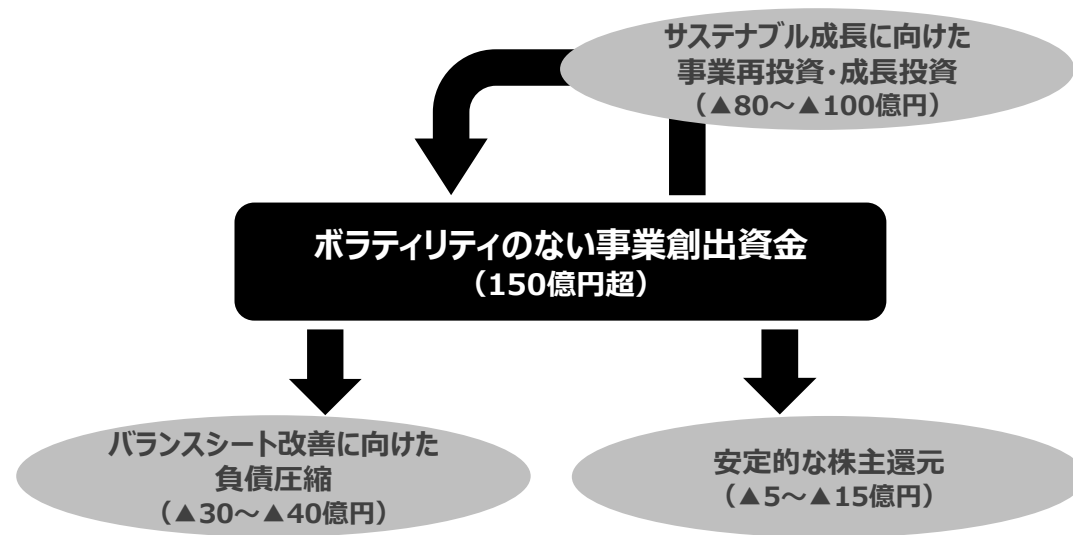 サステナブル成長に向けた
事業再投資・成長投資
（▲80～▲100億円）
ボラティリティのない事業創出資金
（150億円超）
バランスシート改善に向けた
負債圧縮
（▲30～▲40億円）
安定的な株主還元
（▲5～▲15億円）